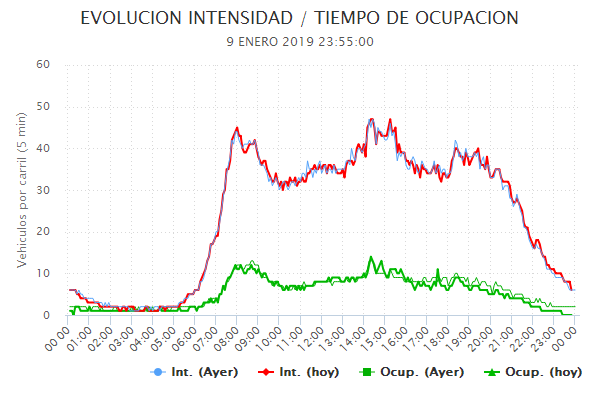 EVOLUCION INTENSIDAD / TIEMPO DE OCUPACION
9 ENERO 2019 23:55:00
Vehiculos por carril (5 min)
60
50
40
30
20
10
0
00:00 01:00 02:00 03:00 04:00 05:00 06:00 07:00 08:00 09:00 10:00 11:00 12:00 13:00 14:00 15:00 16:00 17:00 18:00 19:00 20:00 21:00 22:00 23:00 00:00
Int. (Ayer) Int. (hoy) Ocup. (Ayer) Ocup. (hoy)